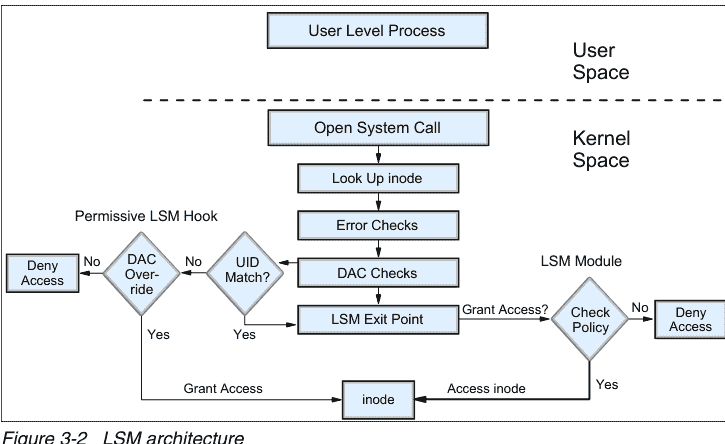 User Level Process
User
Space
Open System Call
Kernel
Space
Look Up inode
Permissive LSM Hook
Error Checks
Deny
Access
No
DAC
Over-
ride
No
UID
Match?
DAC Checks
LSM Module
LSM Exit Point
Grant Access?
Check
Policy
No
Deny
Access
Yes
Yes
Grant Access
inode
Access inode
Yes
Figure 3-2 LSM architecture